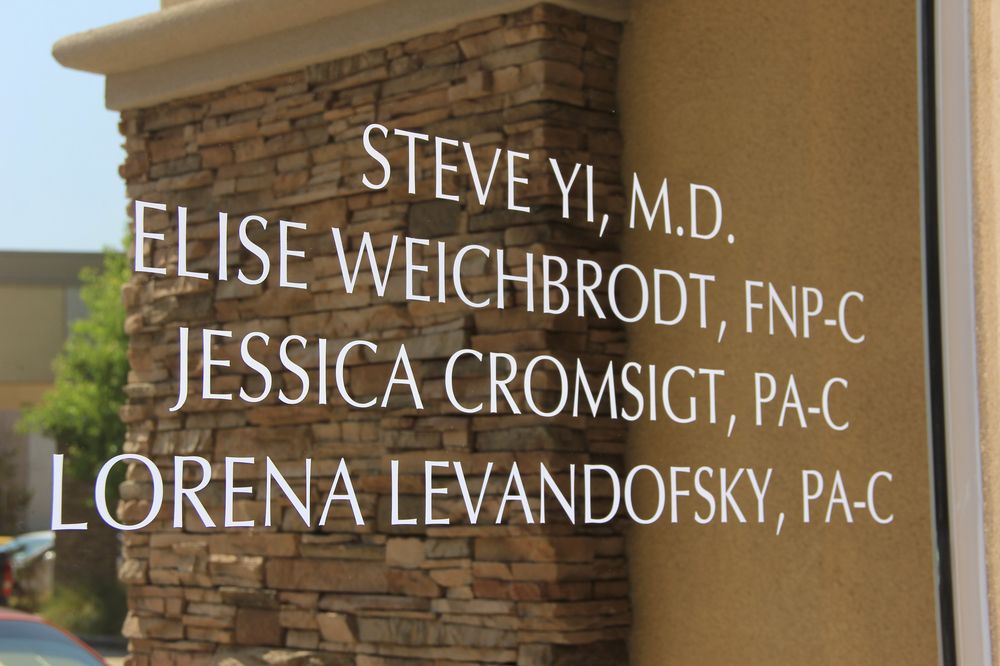 STEVE YI, M.D.
ELISE WEICHBRODT, FNP-C
JESSICA CROMSIGT, PA-C
LORENA LEVANDOFSKY, PA-C